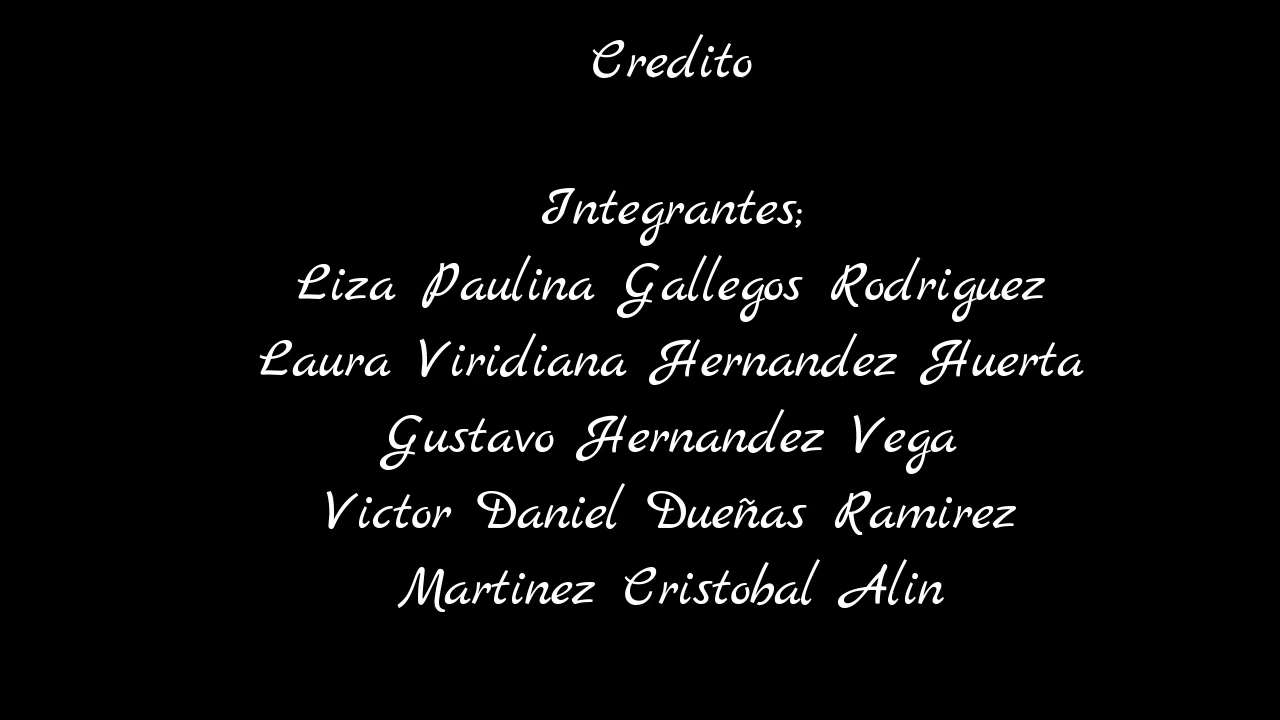 Credito
Integrantes;
Liza Paulina Gallegos Rodriguez
Laura Viridiana Hernandez Huerta
Gustavo Hernandez Vega
Victor Daniel Dueñas Ramirez
Martinez Cristobal Alin